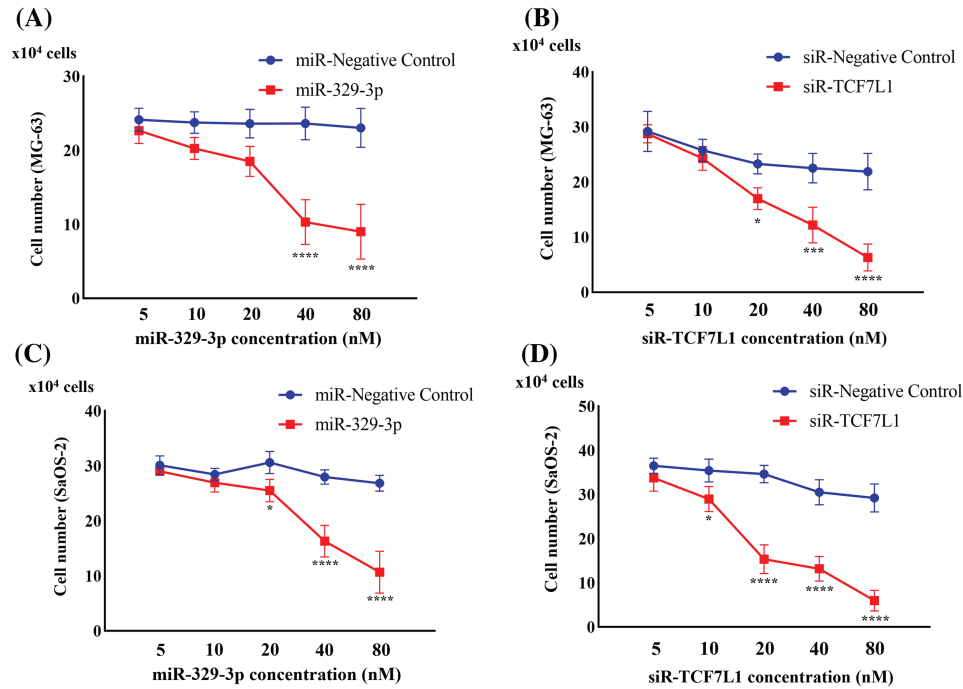 (A)
x10⁴ cells
miR-Negative Control
miR-329-3p
Cell number (MG-63)
30
20
10
0
****
****
5 10 20 40 80
miR-329-3p concentration (nM)
(B)
x10⁴ cells
siR-Negative Control
siR-TCF7L1
Cell number (MG-63)
40
30
20
10
0
*
***
****
5 10 20 40 80
siR-TCF7L1 concentration (nM)
(C)
x10⁴ cells
miR-Negative Control
miR-329-3p
Cell number (SaOS-2)
40
30
20
10
0
*
****
****
5 10 20 40 80
miR-329-3p concentration (nM)
(D)
x10⁴ cells
siR-Negative Control
siR-TCF7L1
Cell number (SaOS-2)
50
40
30
20
10
0
*
****
****
****
5 10 20 40 80
siR-TCF7L1 concentration (nM)